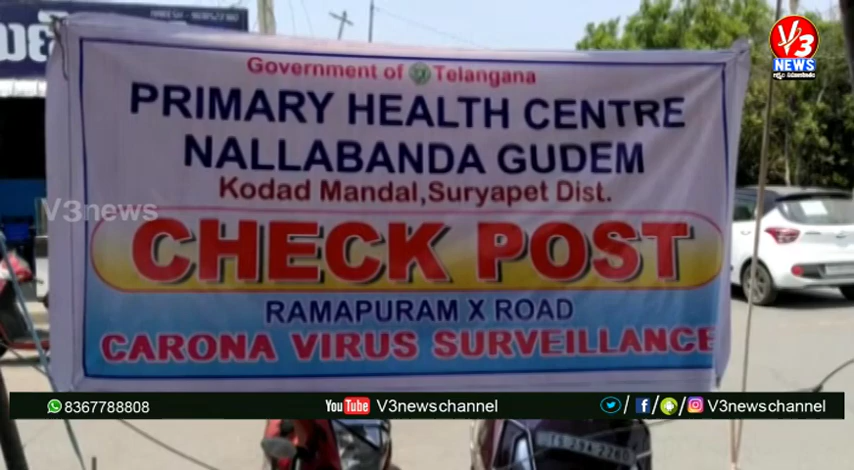 V3
NEWS
Government of Telangana
PRIMARY HEALTH CENTRE
NALLABANDA GUDEM
Kodad Mandal,Suryapet Dist.
V3news
CHECK POST
RAMAPURAM X ROAD
CARONA VIRUS SURVEILLANCE
8367788808
YouTube V3newschannel
/ / / V3newschannel